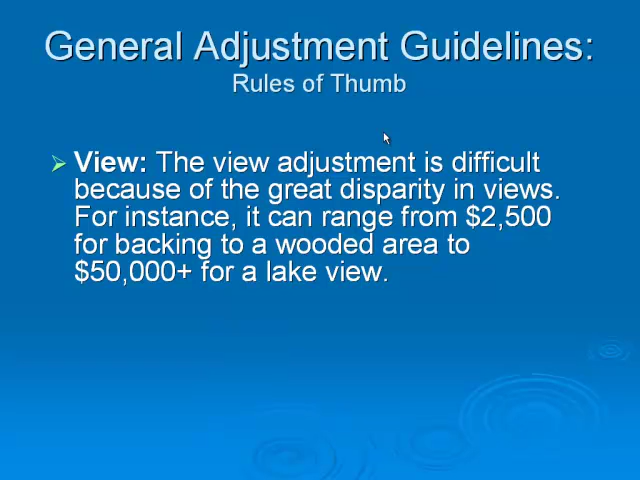 General Adjustment Guidelines:
Rules of Thumb
View: The view adjustment is difficult
because of the great disparity in views.
For instance, it can range from $2,500
for backing to a wooded area to
$50,000+ for a lake view.